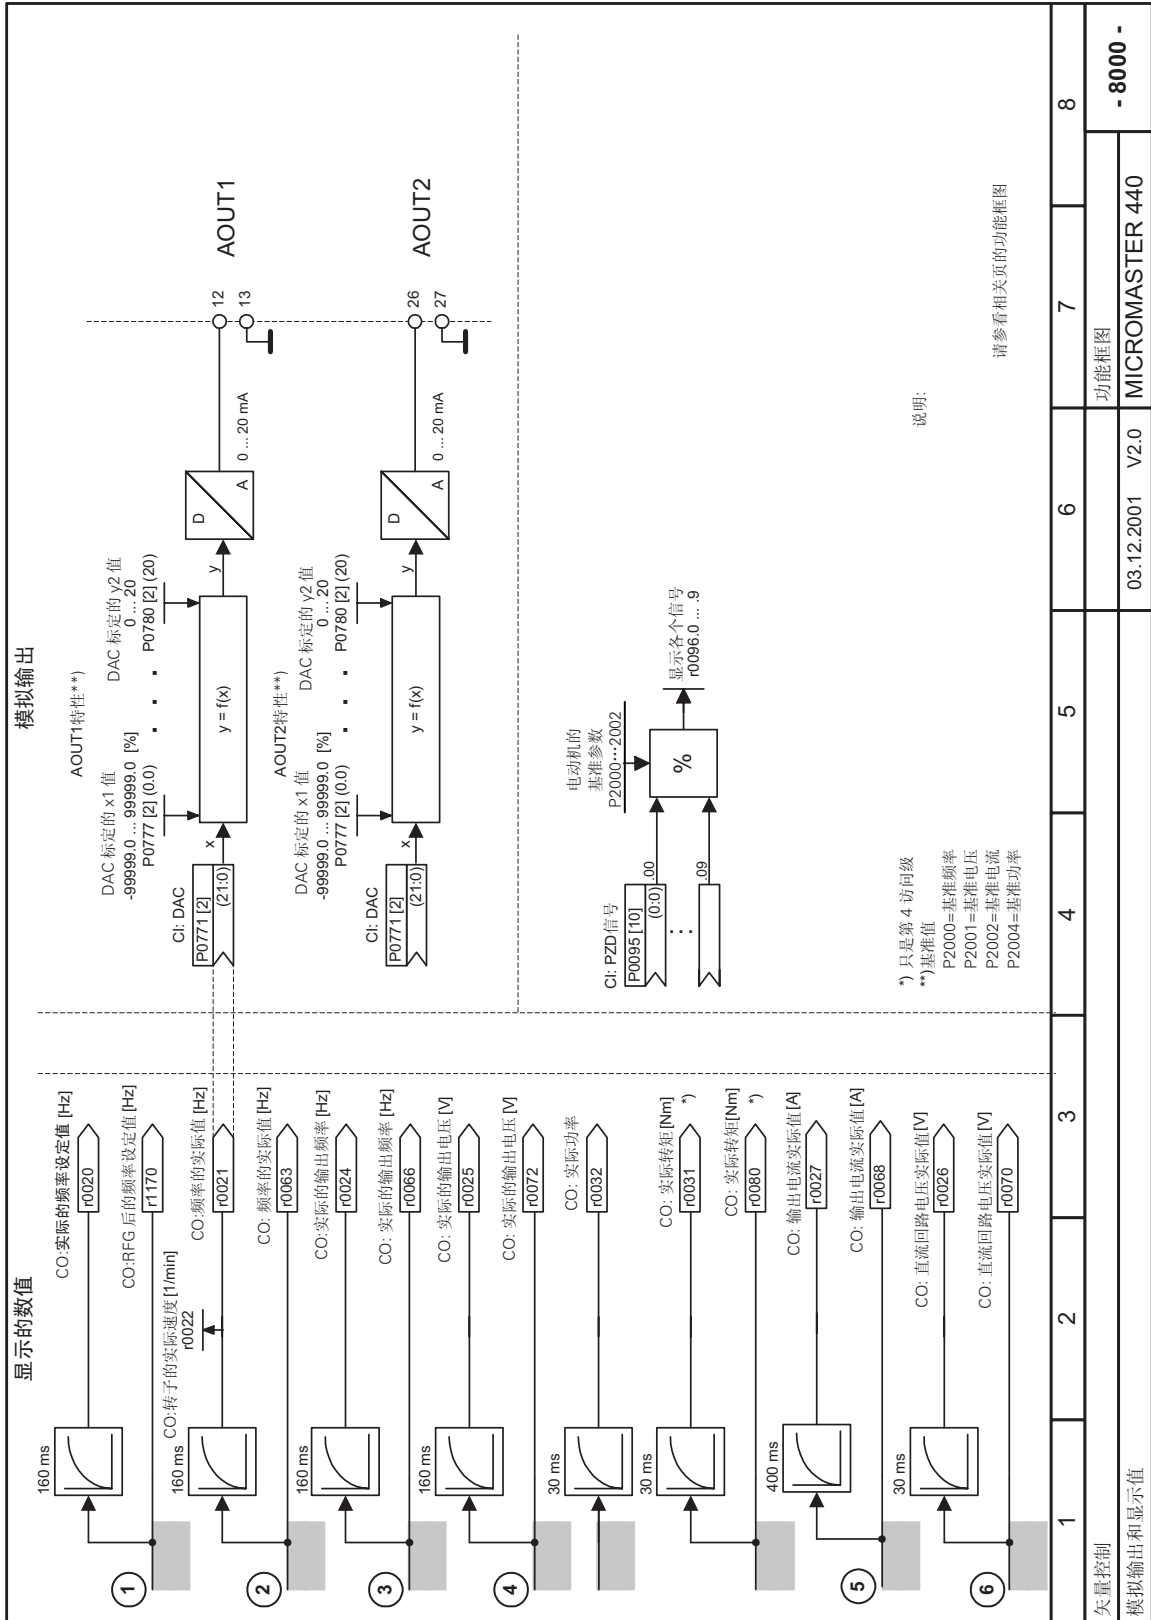 显示的数值
模拟输出
160 ms
CO:实际的频率设定值 [Hz]
r0020
1
CO:RFG 后的频率设定值 [Hz]
r1170
CO:转子的实际速度 [1/min]
r0022
160 ms
CO:频率的实际值 [Hz]
r0021
2
CO: 频率的实际值 [Hz]
r0063
160 ms
CO:实际的输出频率 [Hz]
r0024
3
CO: 实际的输出频率 [Hz]
r0066
160 ms
CO: 实际的输出电压 [V]
r0025
4
CO: 实际的输出电压 [V]
r0072
30 ms
CO: 实际功率
r0032
30 ms
CO: 实际转矩 [Nm]
r0031
*)
CO: 实际转矩[Nm]
r0080
*)
400 ms
CO: 输出电流实际值 [A]
r0027
5
CO: 输出电流实际值 [A]
r0068
30 ms
CO: 直流回路电压实际值[V]
r0026
6
CO: 直流回路电压实际值 [V]
r0070
AOUT1特性**)
DAC 标定的 x1 值
-99999.0 ... 99999.0 [%]
P0777 [2] (0.0)
. . .
DAC 标定的 y2 值
0 ... 20
P0780 [2] (20)
CI: DAC
P0771 [2]
(21:0)
x
y = f(x)
y
D
A
0 ... 20 mA
12
13
AOUT1
AOUT2特性**)
DAC 标定的 x1 值
-99999.0 ... 99999.0 [%]
P0777 [2] (0.0)
. . .
DAC 标定的 y2 值
0 ... 20
P0780 [2] (20)
CI: DAC
P0771 [2]
(21:0)
x
y = f(x)
y
D
A
0 ... 20 mA
26
27
AOUT2
电动机的
基准参数
P2000···2002
CI: PZD信号
P0095 [10]
(0:0)
.00
...
.09
%
显示各个信号
r0096.0 ... .9
*) 只是第 4 访问级
**)基准值
P2000=基准频率
P2001=基准电压
P2002=基准电流
P2004=基准功率
说明:
请参看相关页的功能框图
1
2
3
4
5
6
7
8
矢量控制
功能框图
- 8000 -
模拟输出和显示值
03.12.2001
V2.0
MICROMASTER 440